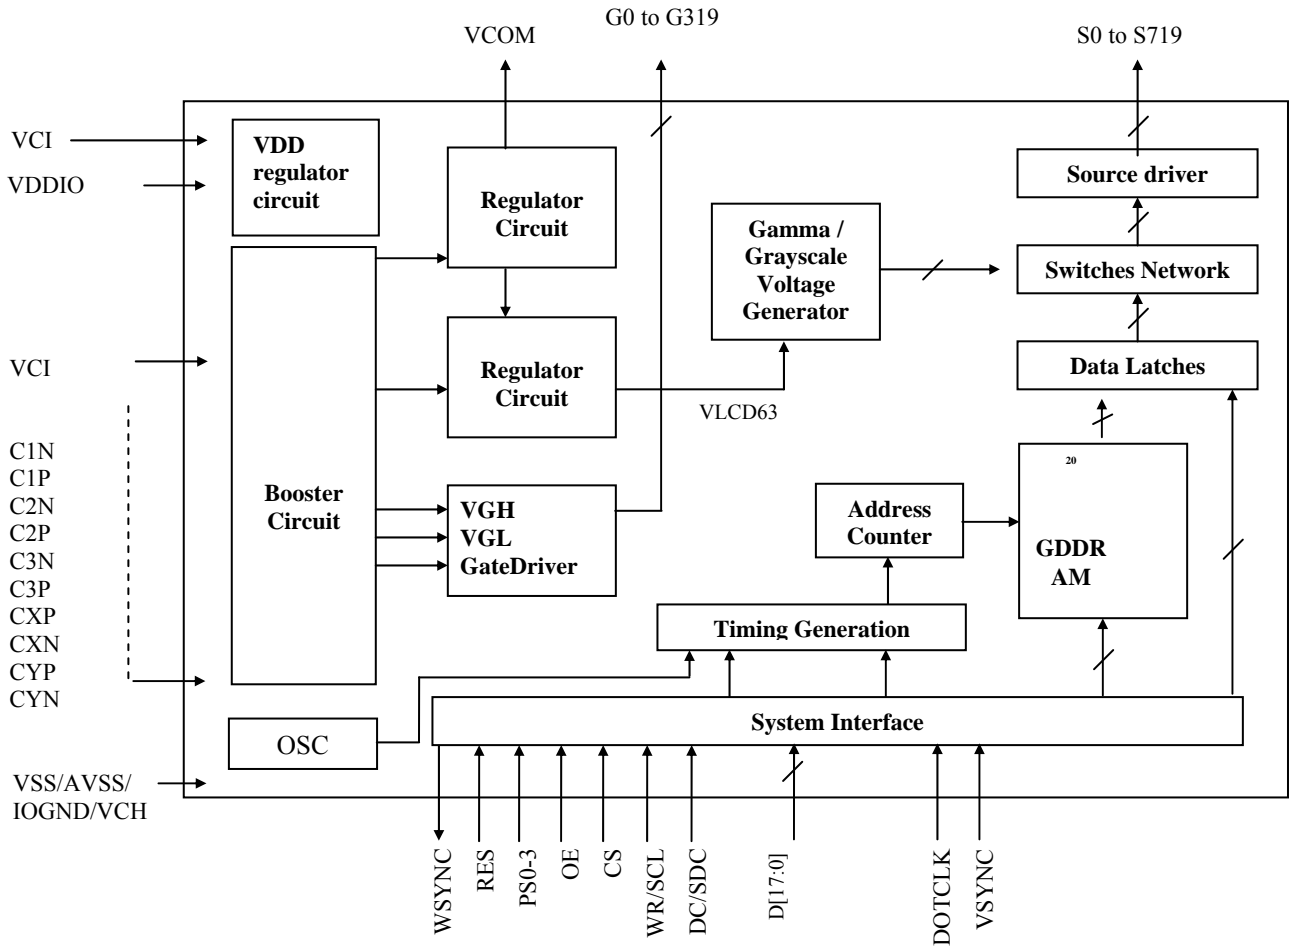 G0 to G319
VCOM
S0 to S719
VCI
VDDIO
VDD
regulator
circuit
Regulator
Circuit
Gamma /
Grayscale
Voltage
Generator
Source driver
Switches Network
Data Latches
VCI
Regulator
Circuit
VLCD63
C1N
C1P
C2N
C2P
C3N
C3P
CXP
CXN
CYP
CYN
Booster
Circuit
VGH
VGL
GateDriver
Address
Counter
20
GDDR
AM
Timing Generation
System Interface
OSC
VSS/AVSS/
IOGND/VCH
WSYNC
RES
PS0-3
OE
CS
WR/SCL
DC/SDC
D[17:0]
DOTCLK
VSYNC